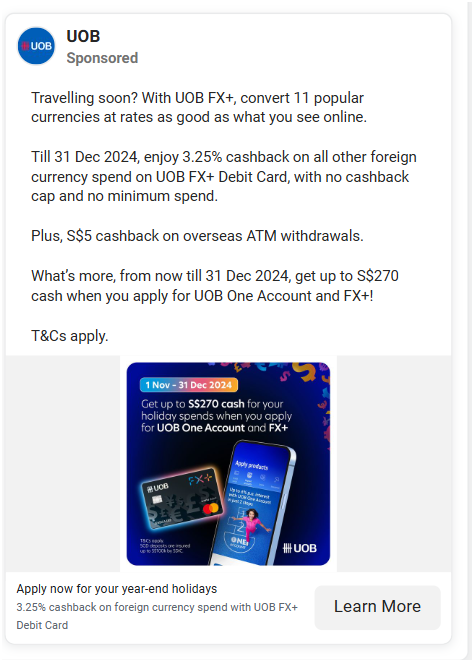 UOB
UOB
Sponsored
Travelling soon? With UOB FX+, convert 11 popular
currencies at rates as good as what you see online.
Till 31 Dec 2024, enjoy 3.25% cashback on all other foreign
currency spend on UOB FX+ Debit Card, with no cashback
cap and no minimum spend.
Plus, S$5 cashback on overseas ATM withdrawals.
What’s more, from now till 31 Dec 2024, get up to S$270
cash when you apply for UOB One Account and FX+!
T&Cs apply.
1 Nov – 31 Dec 2024
Get up to S$270 cash for your
holiday spends when you apply
for UOB One Account and FX+
UOB
FX+
Apply products
Up to 6% p.a. interest
with UOB One Account
in just 2 steps
T&Cs apply.
SGD deposits are insured
up to S$100k by SDIC.
UOB
Apply now for your year-end holidays
3.25% cashback on foreign currency spend with UOB FX+
Debit Card
Learn More